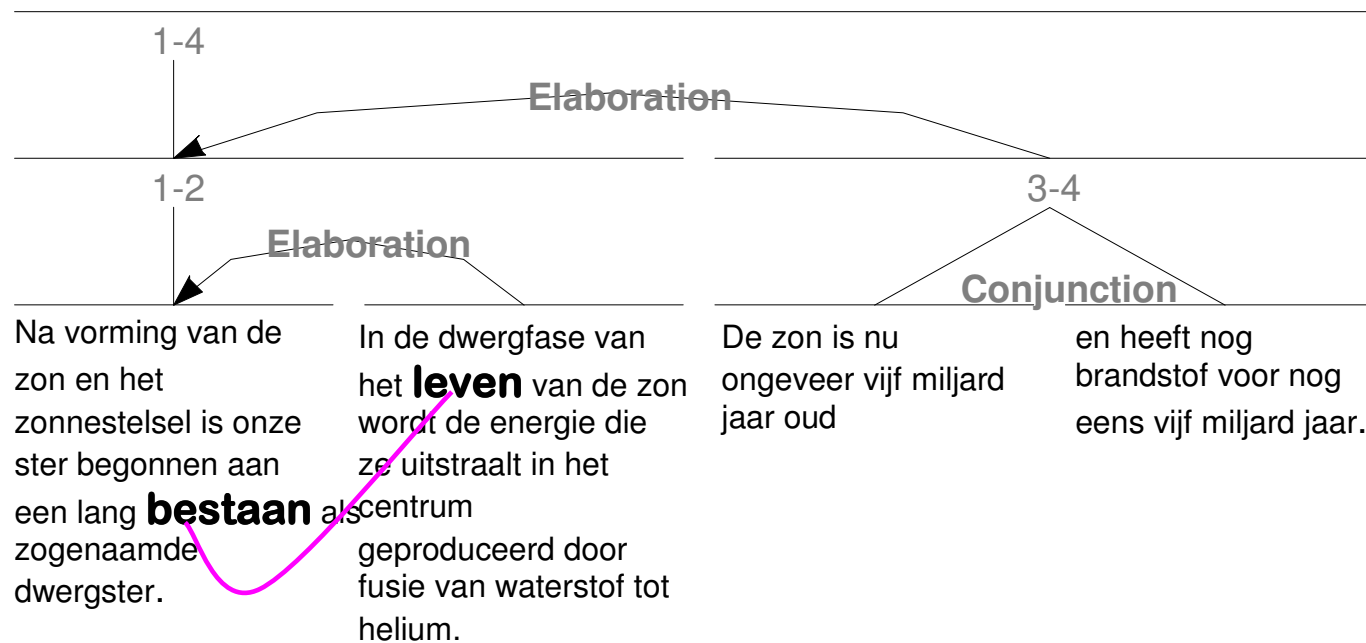 1-4
Elaboration
1-2
3-4
Elaboration
Conjunction
Na vorming van de
zon en het
zonnestelsel is onze
ster begonnen aan
een lang bestaan als
zogenaamde
dwergster.
In de dwergfase van
het leven van de zon
wordt de energie die
ze uitstraalt in het
centrum
geproduceerd door
fusie van waterstof tot
helium.
De zon is nu
ongeveer vijf miljard
jaar oud
en heeft nog
brandstof voor nog
eens vijf miljard jaar.